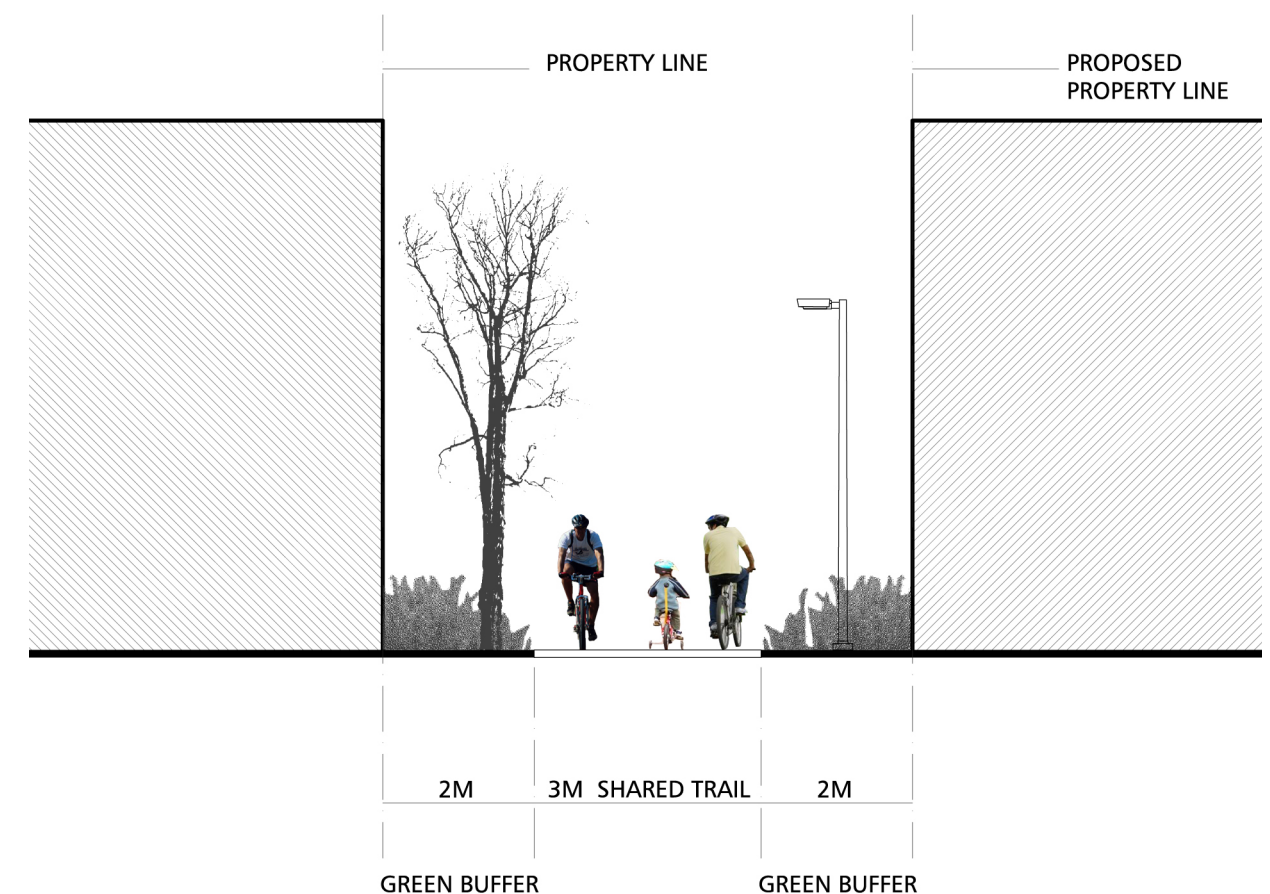 PROPERTY LINE
PROPOSED
PROPERTY LINE
2M
3M SHARED TRAIL
2M
GREEN BUFFER
GREEN BUFFER